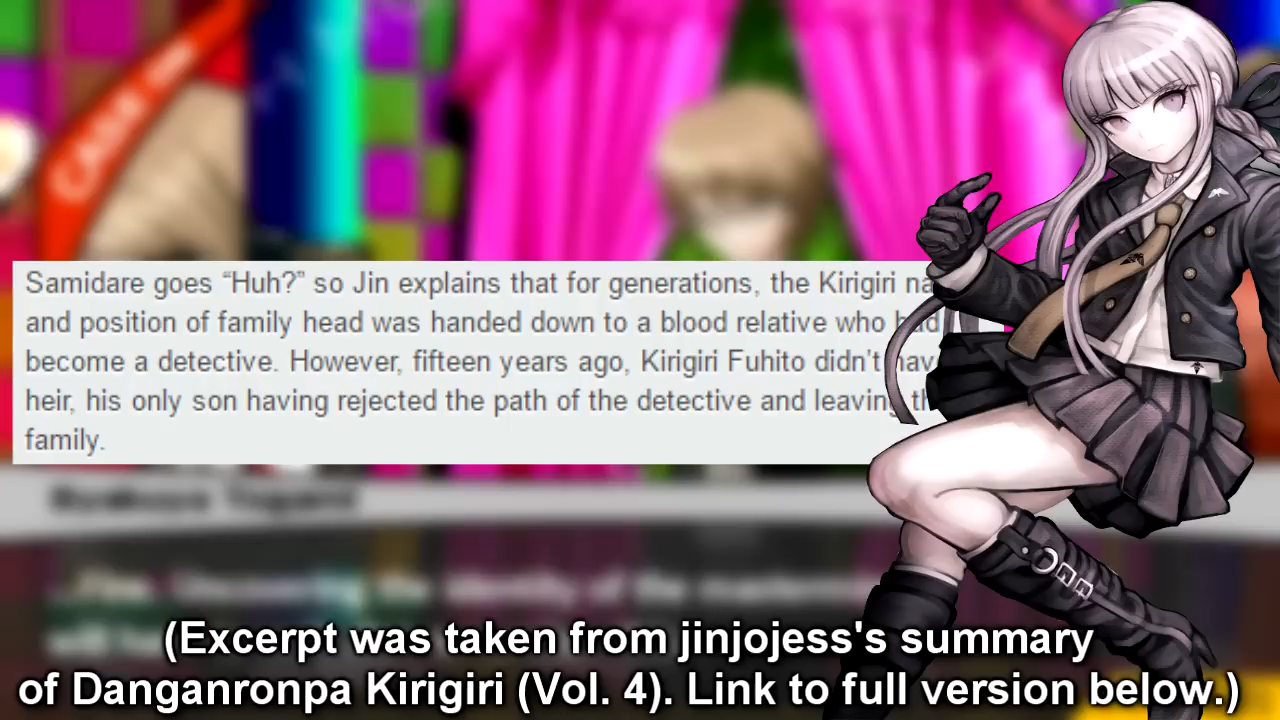 Samidare goes “Huh?” so Jin explains that for generations, the Kirigiri
and position of family head was handed down to a blood relative who had
become a detective. However, fifteen years ago, Kirigiri Fuhito didn’t
heir, his only son having rejected the path of the detective and leaving
family.
Byakuya Togami
(Excerpt was taken from jinjojess's summary
of Danganronpa Kirigiri (Vol. 4). Link to full version below.)